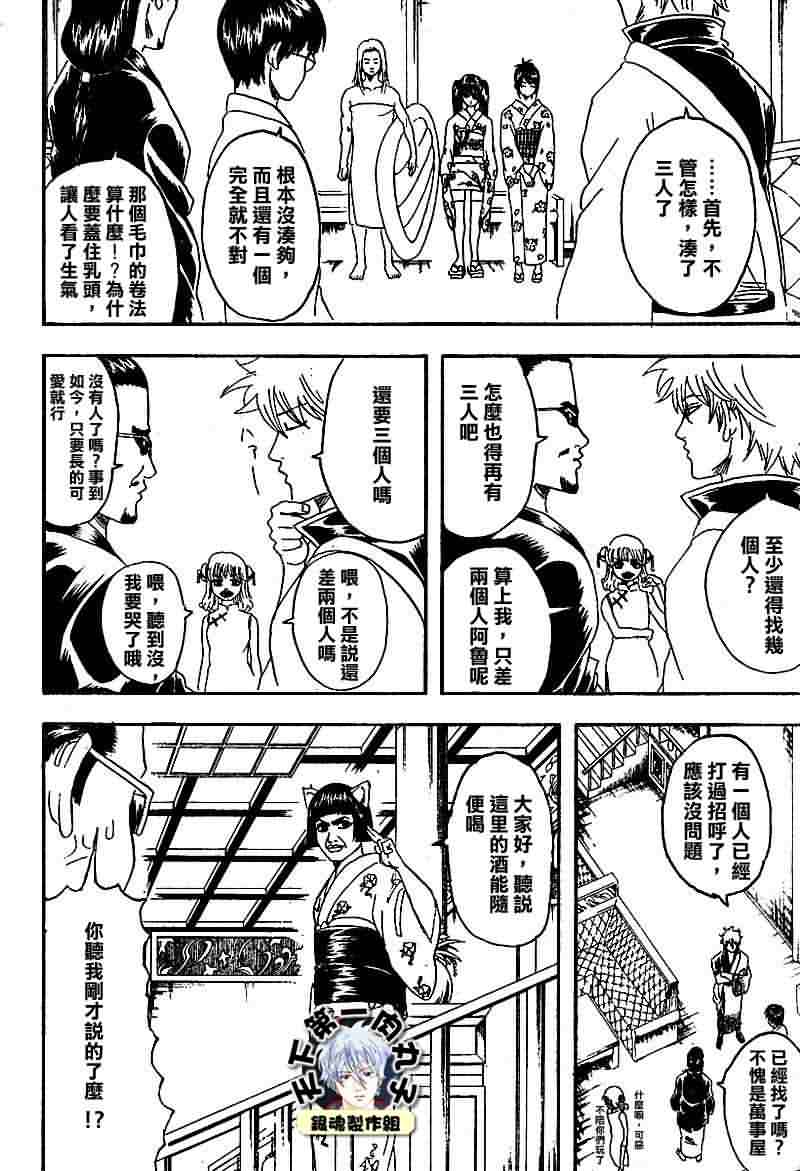 ……首先，不
管怎樣，湊了
三人了
根本沒湊夠，
而且還有一個
完全就不對
那個毛巾的卷法
算什麼！？為什
麼要蓋住乳頭，
讓人看了生氣
至少還得找幾
個人？
怎麼也得再有
三人吧
算上我，只差
兩個人阿魯呢
還要三個人嗎
喂，不是說還
差兩個人嗎
沒有人了嗎？事到
如今，只要長的可
愛就行
喂，聽到沒，
我要哭了哦
有一個人已經
打過招呼了，
應該沒問題
已經找了嗎？
不愧是萬事屋
什麼啊，可惡
不陪你們玩了
大家好，聽說
這里的酒能隨
便喝
你聽我剛才說的了麼！？
天下第一肉丸子
銀魂製作組